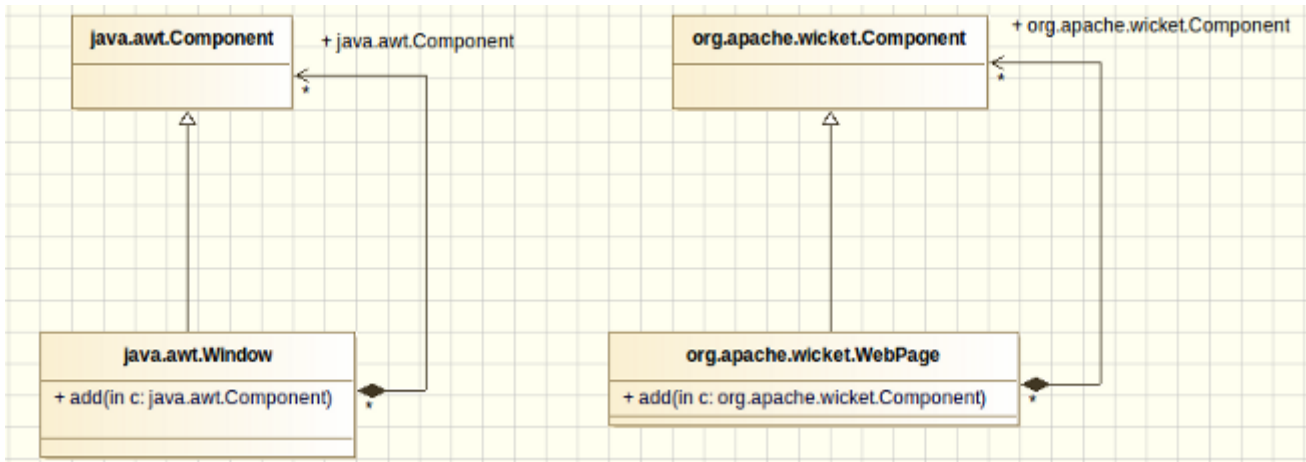 java.awt.Component
+ java.awt.Component
*
java.awt.Window
+ add(in c: java.awt.Component)
*
org.apache.wicket.Component
+ org.apache.wicket.Component
*
org.apache.wicket.WebPage
+ add(in c: org.apache.wicket.Component)
*